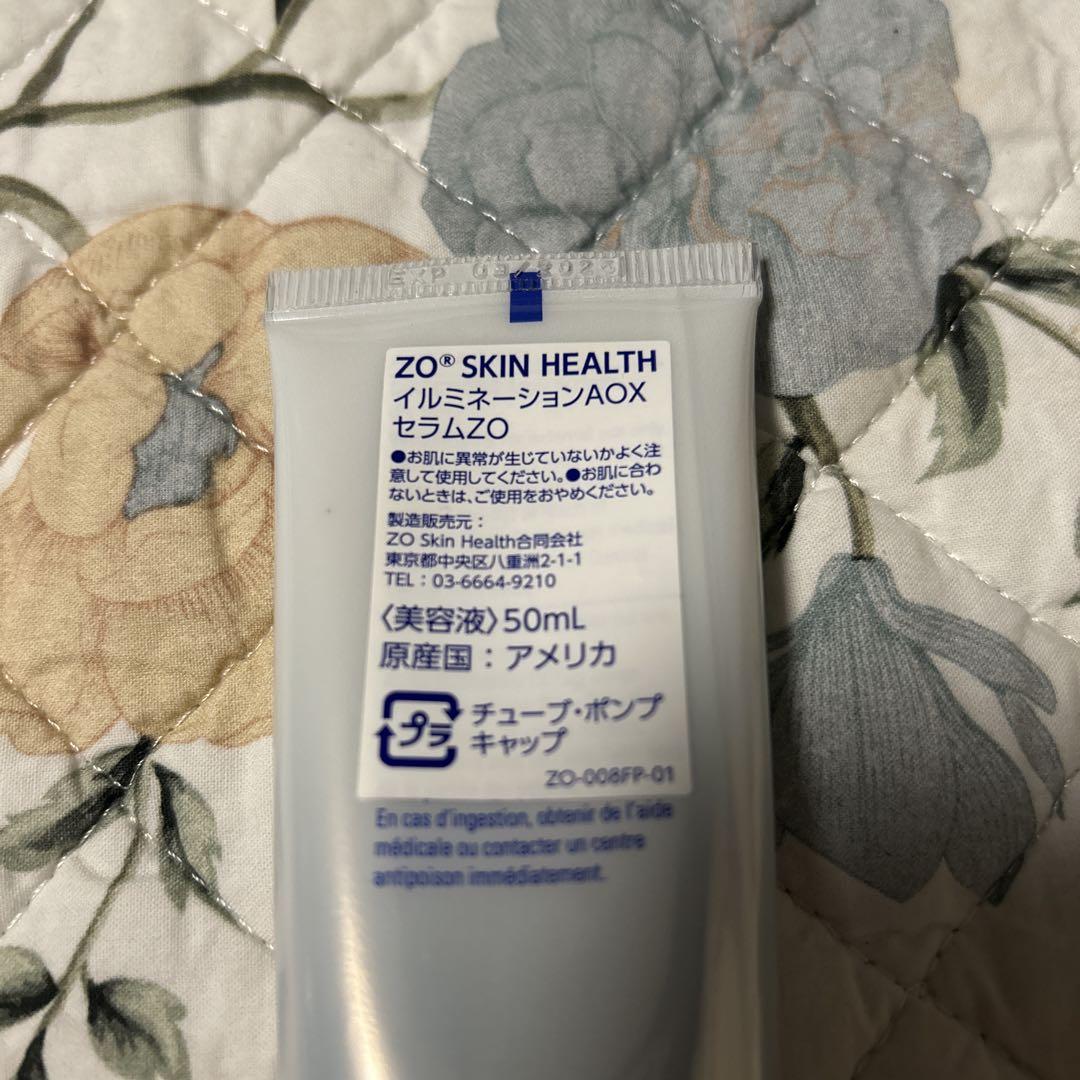 EXP 03/202
ZO® SKIN HEALTH
イルミネーションAOX
セラムZO
●お肌に異常が生じていないかよく注
意して使用してください。●お肌に合わ
ないときは、ご使用をおやめください。
製造販売元：
ZO Skin Health合同会社
東京都中央区八重洲2-1-1
TEL：03-6664-9210
〈美容液〉50mL
原産国：アメリカ
プラ
チューブ・ポンプ
キャップ
ZO-008FP-01
En cas d'ingestion, obtenir de l'aide
médicale ou contacter un centre
antipoison immédiatement.